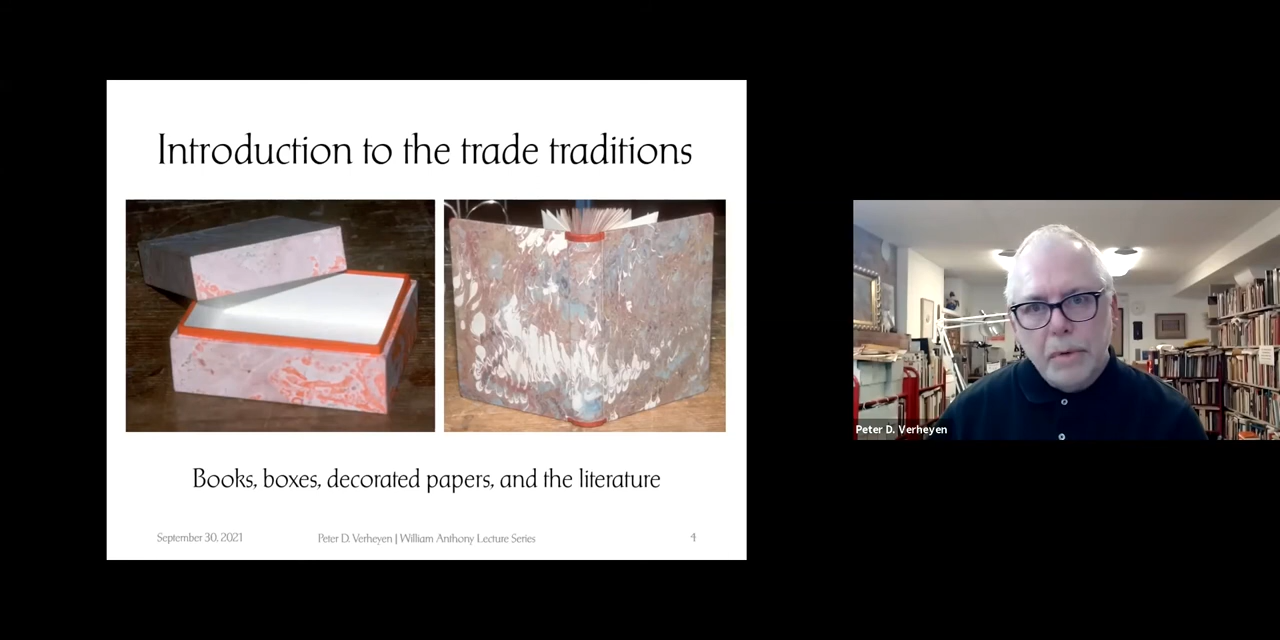 Introduction to the trade traditions
Books, boxes, decorated papers, and the literature
September 30, 2021
Peter D. Verheyen | William Anthony Lecture Series
4
Peter D. Verheyen